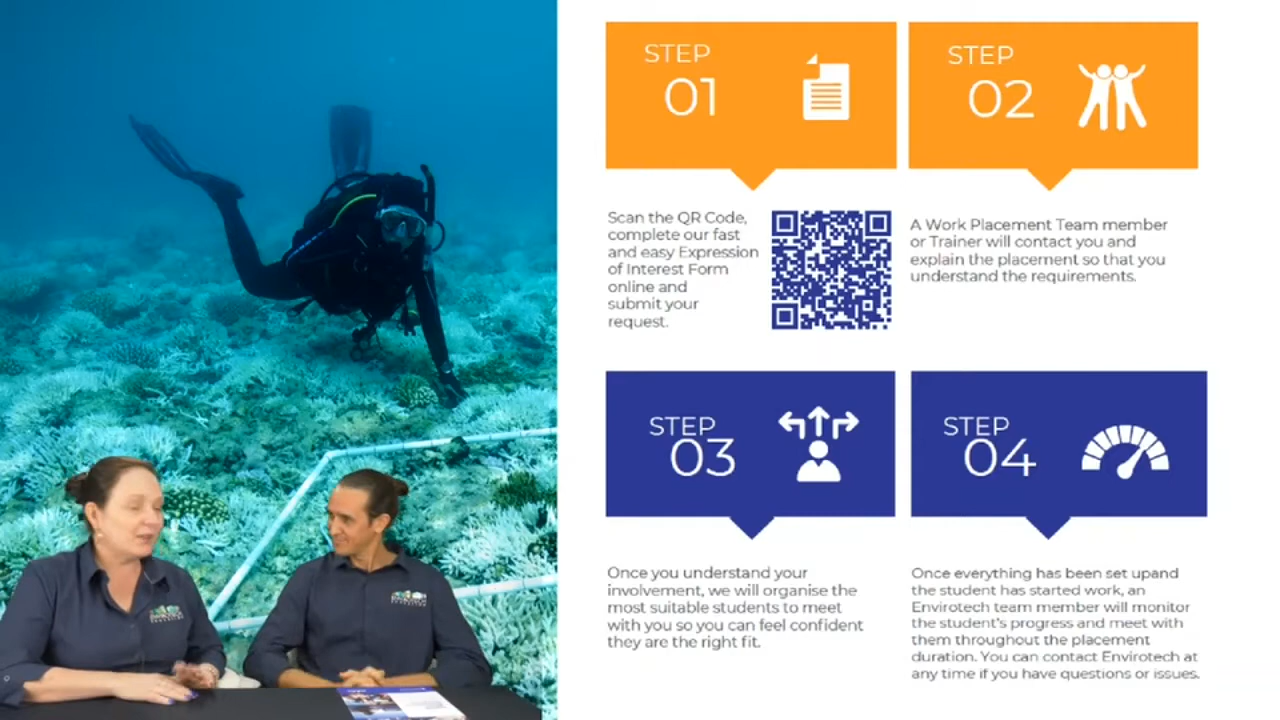 STEP
01
STEP
02
Scan the QR Code,
complete our fast
and easy Expression
of Interest Form
online and
submit your
request.
A Work Placement Team member
or Trainer will contact you and
explain the placement so that you
understand the requirements.
STEP
03
STEP
04
Once you understand your
involvement, we will organise the
most suitable students to meet
with you so you can feel confident
they are the right fit.
Once everything has been set upand
the student has started work, an
Envirotech team member will monitor
the student's progress and meet with
them throughout the placement
duration. You can contact Envirotech at
any time if you have questions or issues.